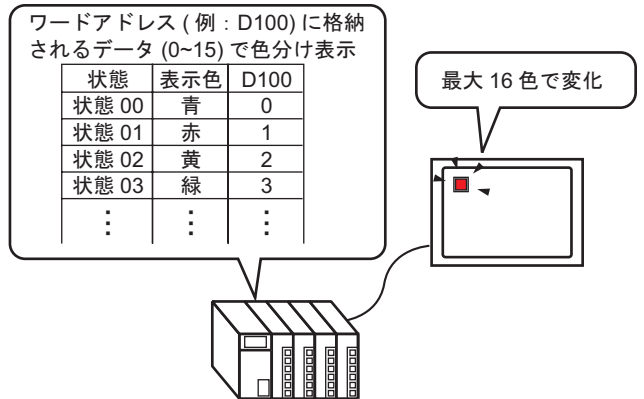 ワードアドレス ( 例 : D100) に格納
されるデータ (0~15) で色分け表示
状態 表示色 D100
状態 00 青 0
状態 01 赤 1
状態 02 黄 2
状態 03 緑 3
⋮ ⋮ ⋮
最大 16 色で変化